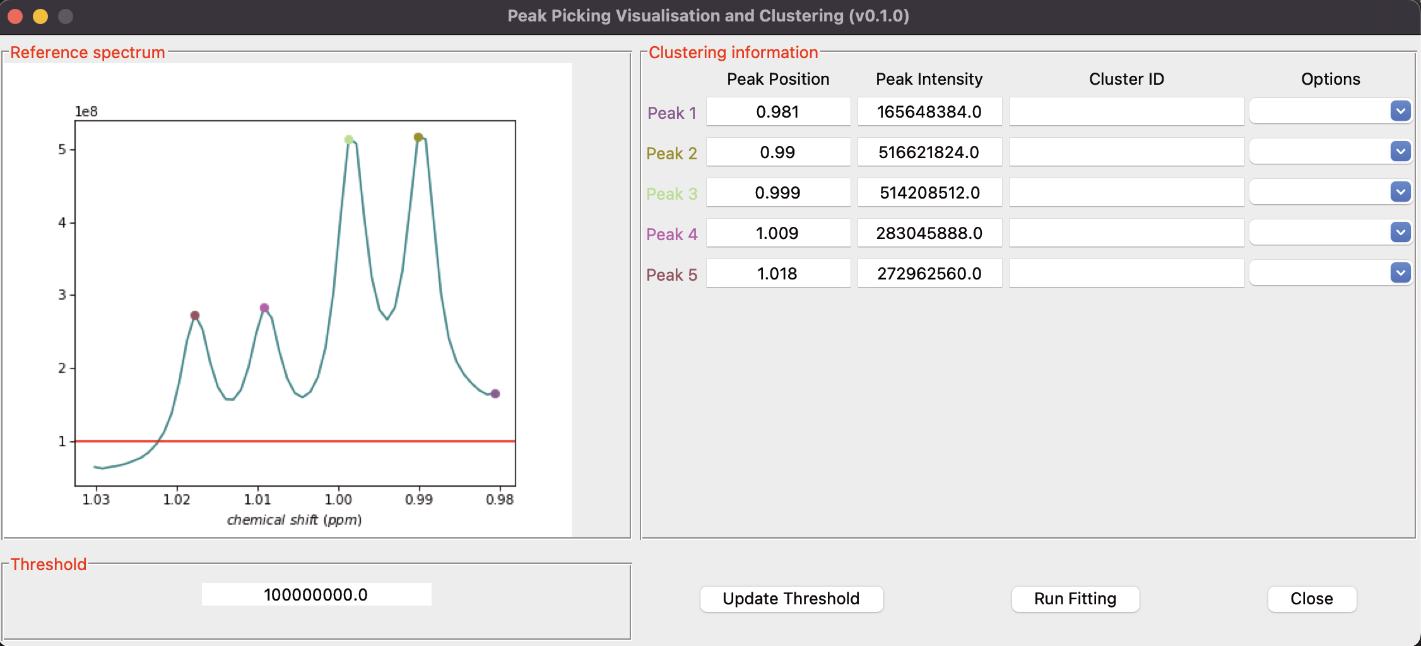 Peak Picking Visualisation and Clustering (v0.1.0)
Reference spectrum
1e8
5
4
3
2
1
1.03 1.02 1.01 1.00 0.99 0.98
chemical shift (ppm)
Clustering information
Peak Position Peak Intensity Cluster ID Options
Peak 1 0.981 165648384.0
Peak 2 0.99 516621824.0
Peak 3 0.999 514208512.0
Peak 4 1.009 283045888.0
Peak 5 1.018 272962560.0
Threshold
100000000.0
Update Threshold Run Fitting Close